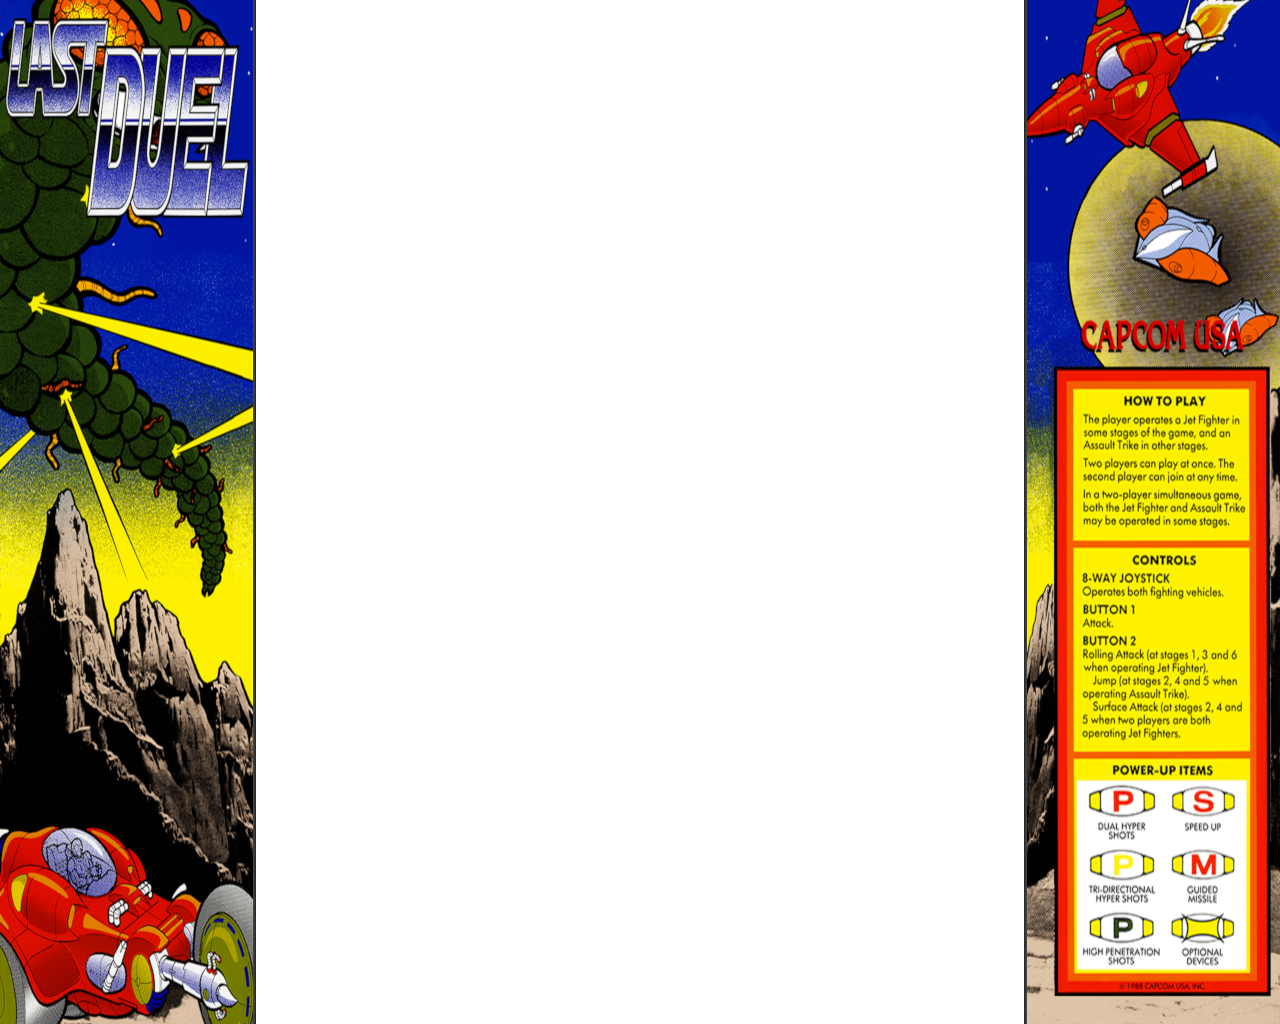 LAST
DUEL
CAPCOM USA
HOW TO PLAY
The player operates a Jet Fighter in
some stages of the game, and an
Assault Trike in other stages.
Two players can play at once. The
second player can join at any time.
In a two-player simultaneous game,
both the Jet Fighter and Assault Trike
may be operated in some stages.
CONTROLS
8-WAY JOYSTICK
Operates both fighting vehicles.
BUTTON 1
Attack.
BUTTON 2
Rolling Attack (at stages 1, 3 and 6
when operating Jet Fighter).
Jump (at stages 2, 4 and 5 when
operating Assault Trike).
Surface Attack (at stages 2, 4 and
5 when two players are both
operating Jet Fighters.
POWER-UP ITEMS
P S
DUAL HYPER SPEED UP
SHOTS
P M
TRI-DIRECTIONAL GUIDED
HYPER SHOTS MISSILE
P
HIGH PENETRATION OPTIONAL
SHOTS DEVICES
© 1988 CAPCOM USA, INC.